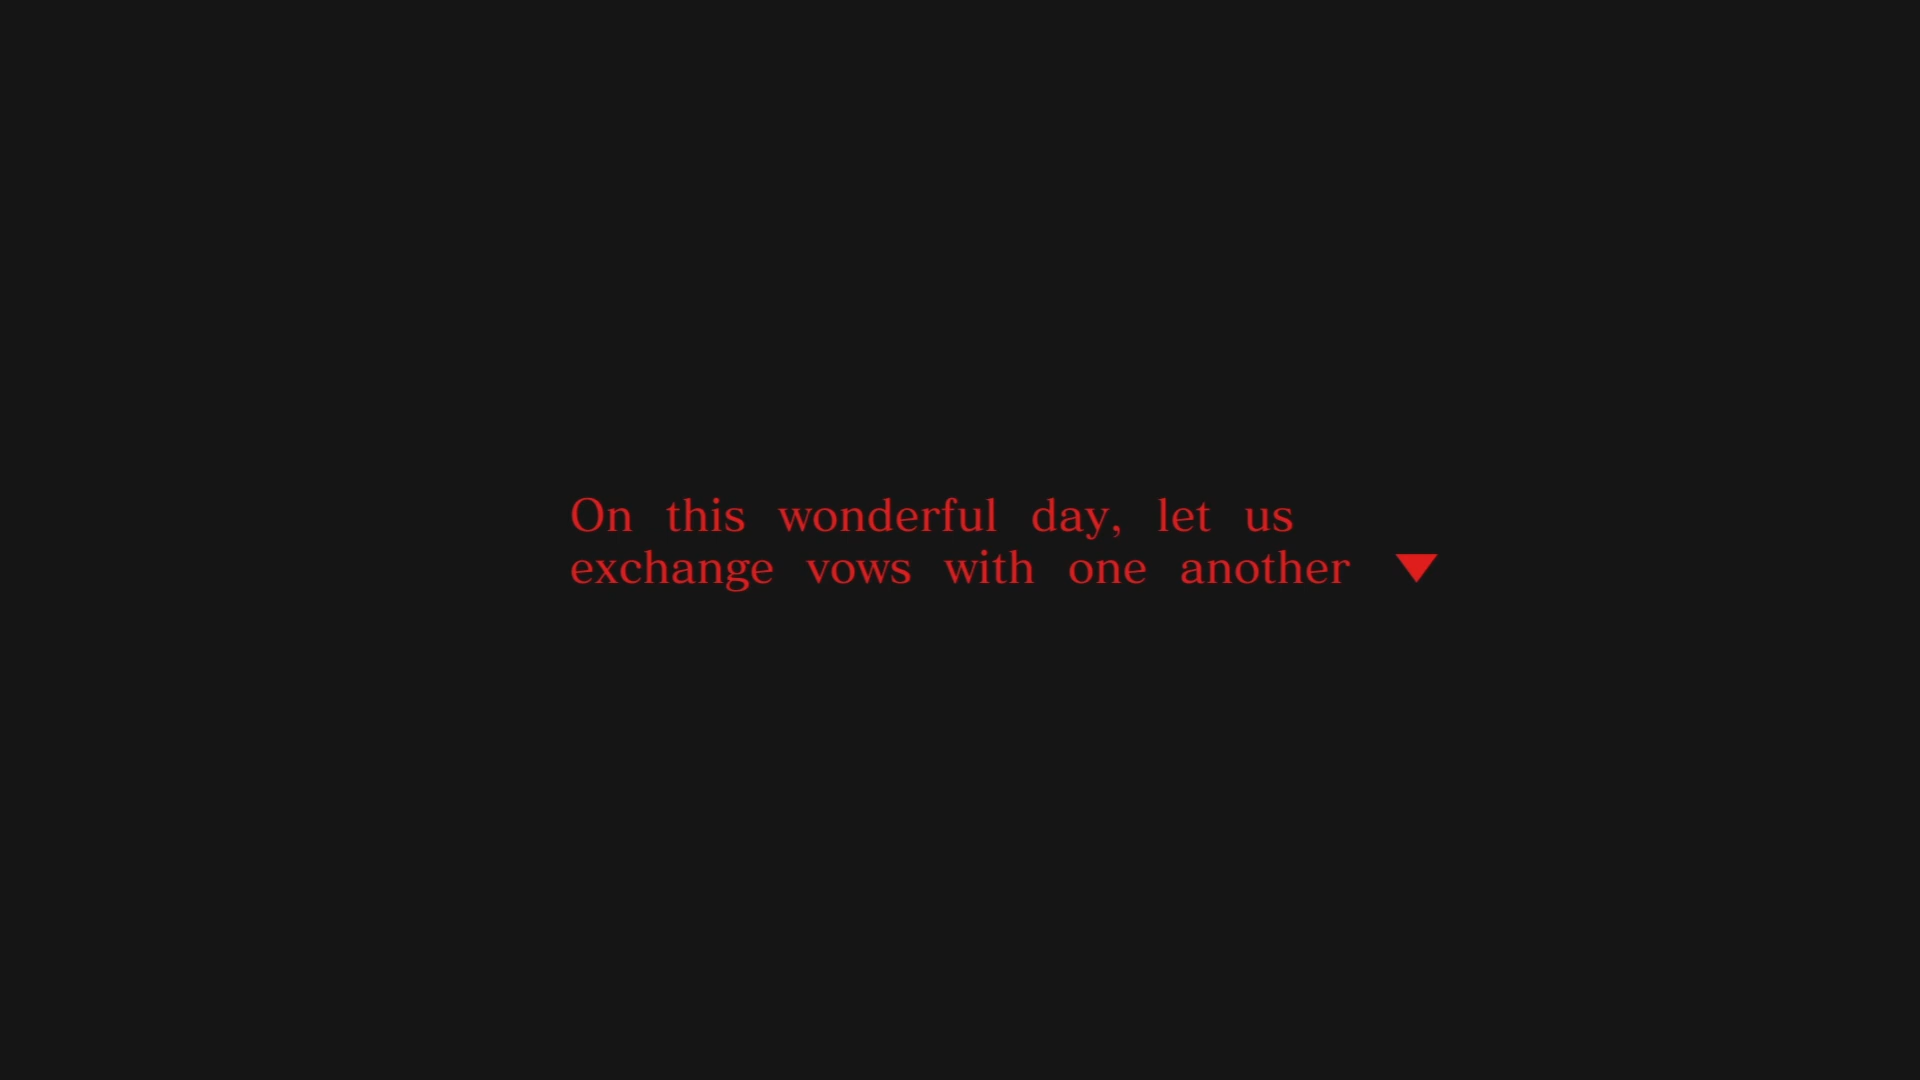 On this wonderful day, let us
exchange vows with one another ▼